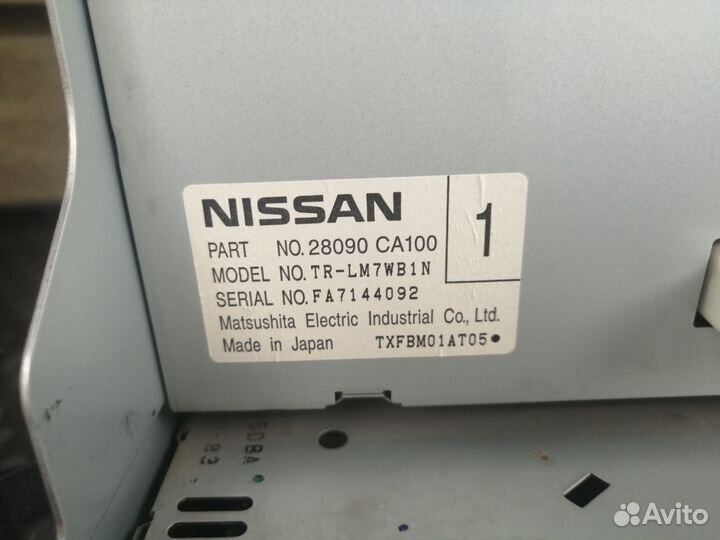 NISSAN
1
PART NO. 28090 CA100
MODEL NO. TR-LM7WB1N
SERIAL NO. FA7144092
Matsushita Electric Industrial Co., Ltd.
Made in Japan TXFBM01AT05
Avito